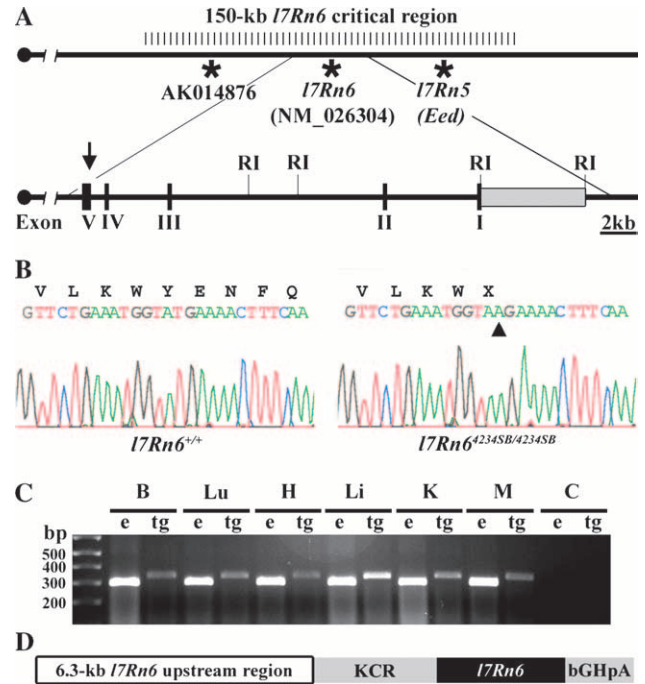 A
150-kb l7Rn6 critical region
* * *
AK014876 l7Rn6 l7Rn5
(NM_026304) (Eed)
RI RI RI RI
Exon V IV III II I 2kb
B
V L K W Y E N F Q
GTTCTGAAATGGTATGAAAACTTTCAA
l7Rn6+/+
V L K W X
GTTCTGAAATGGTAAGAAAACTTTCAA
l7Rn64234SB/4234SB
C
B Lu H Li K M C
bp e tg e tg e tg e tg e tg e tg e tg
500
400
300
200
D
6.3-kb l7Rn6 upstream region KCR l7Rn6 bGHpA